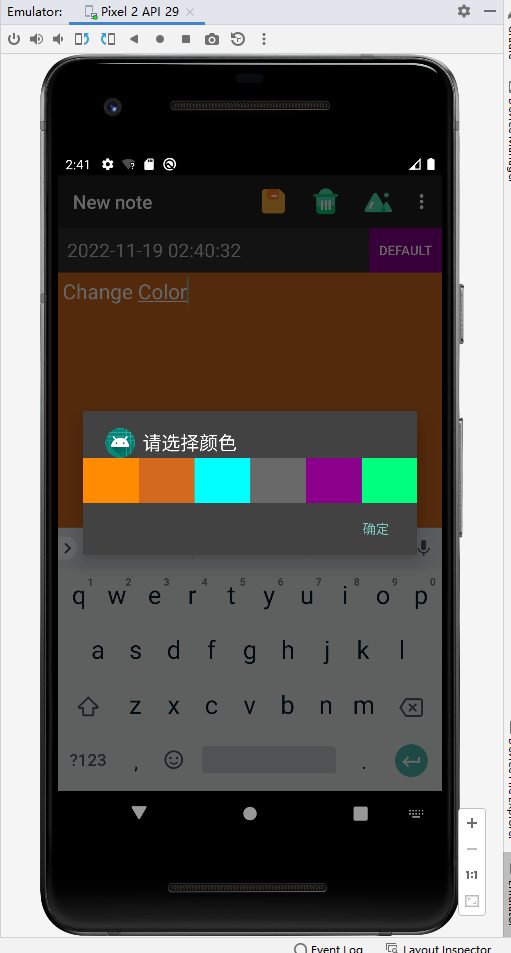 Emulator:
Pixel 2 API 29
2:41
New note
2022-11-19 02:40:32
DEFAULT
Change Color
请选择颜色
确定
1 2 3 4 5 6 7 8 9 0
q w e r t y u i o p
a s d f g h j k l
z x c v b n m
?123 , .
1:1
Event Log
Layout Inspector